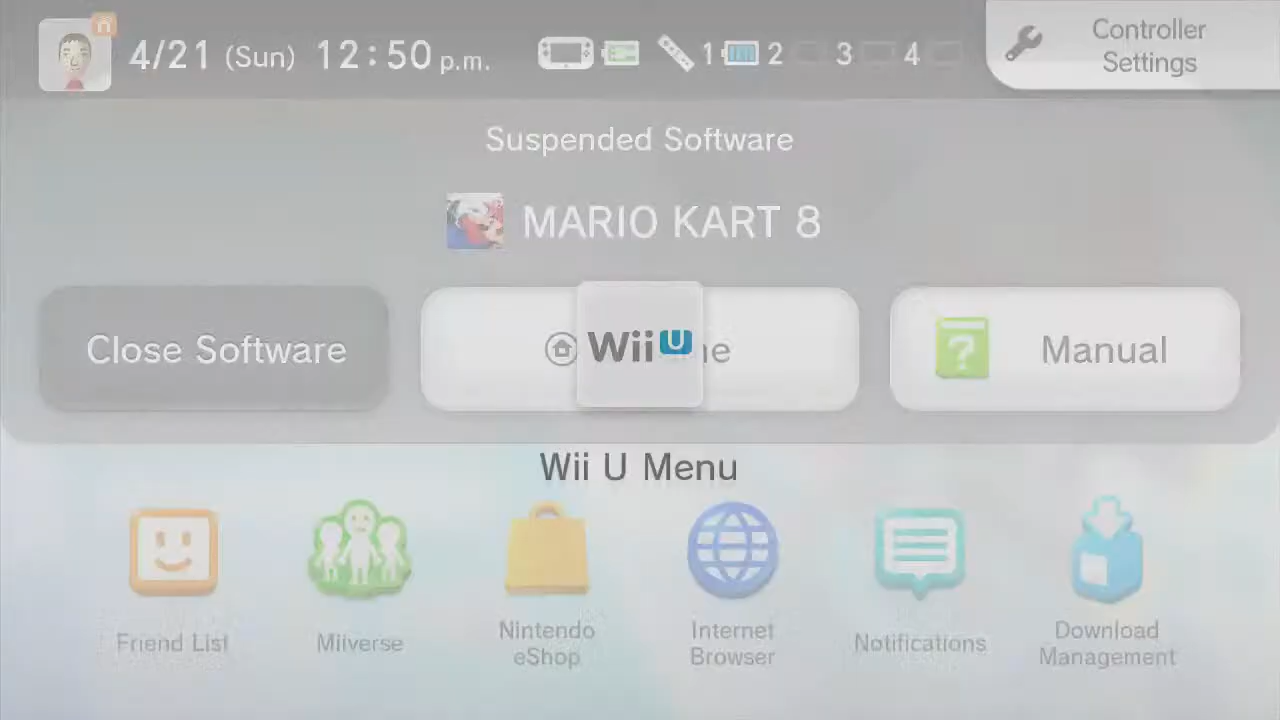 4/21 (Sun) 12:50 p.m.
1 2 3 4
Controller
Settings
Suspended Software
MARIO KART 8
Close Software
Wii U
Manual
?
Wii U Menu
Friend List
Miiverse
Nintendo
eShop
Internet
Browser
Notifications
Download
Management